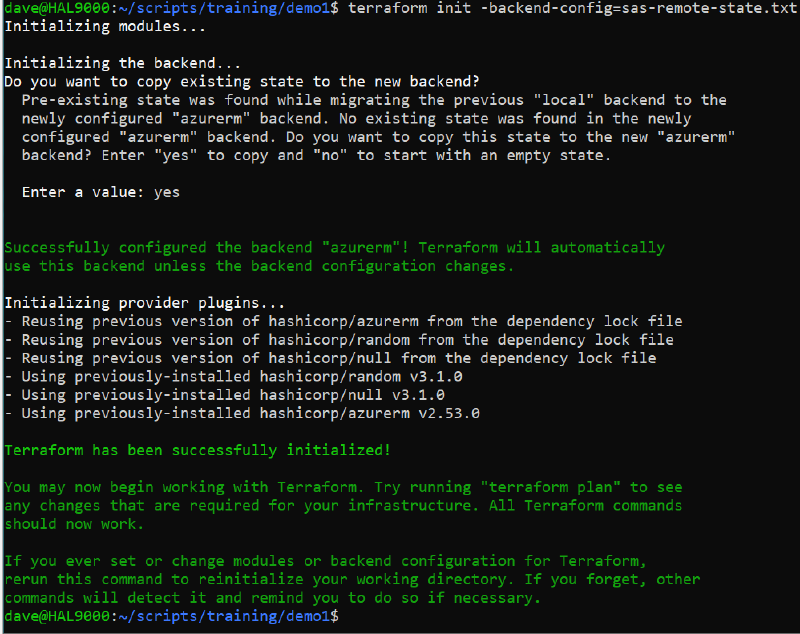 dave@HAL9000:~/scripts/training/demo1$ terraform init -backend-config=sas-remote-state.txt
Initializing modules...
Initializing the backend...
Do you want to copy existing state to the new backend?
Pre-existing state was found while migrating the previous "local" backend to the
newly configured "azurerm" backend. No existing state was found in the newly
configured "azurerm" backend. Do you want to copy this state to the new "azurerm"
backend? Enter "yes" to copy and "no" to start with an empty state.
Enter a value: yes
Successfully configured the backend "azurerm"! Terraform will automatically
use this backend unless the backend configuration changes.
Initializing provider plugins...
- Reusing previous version of hashicorp/azurerm from the dependency lock file
- Reusing previous version of hashicorp/random from the dependency lock file
- Reusing previous version of hashicorp/null from the dependency lock file
- Using previously-installed hashicorp/random v3.1.0
- Using previously-installed hashicorp/null v3.1.0
- Using previously-installed hashicorp/azurerm v2.53.0
Terraform has been successfully initialized!
You may now begin working with Terraform. Try running "terraform plan" to see
any changes that are required for your infrastructure. All Terraform commands
should now work.
If you ever set or change modules or backend configuration for Terraform,
rerun this command to reinitialize your working directory. If you forget, other
commands will detect it and remind you to do so if necessary.
dave@HAL9000:~/scripts/training/demo1$